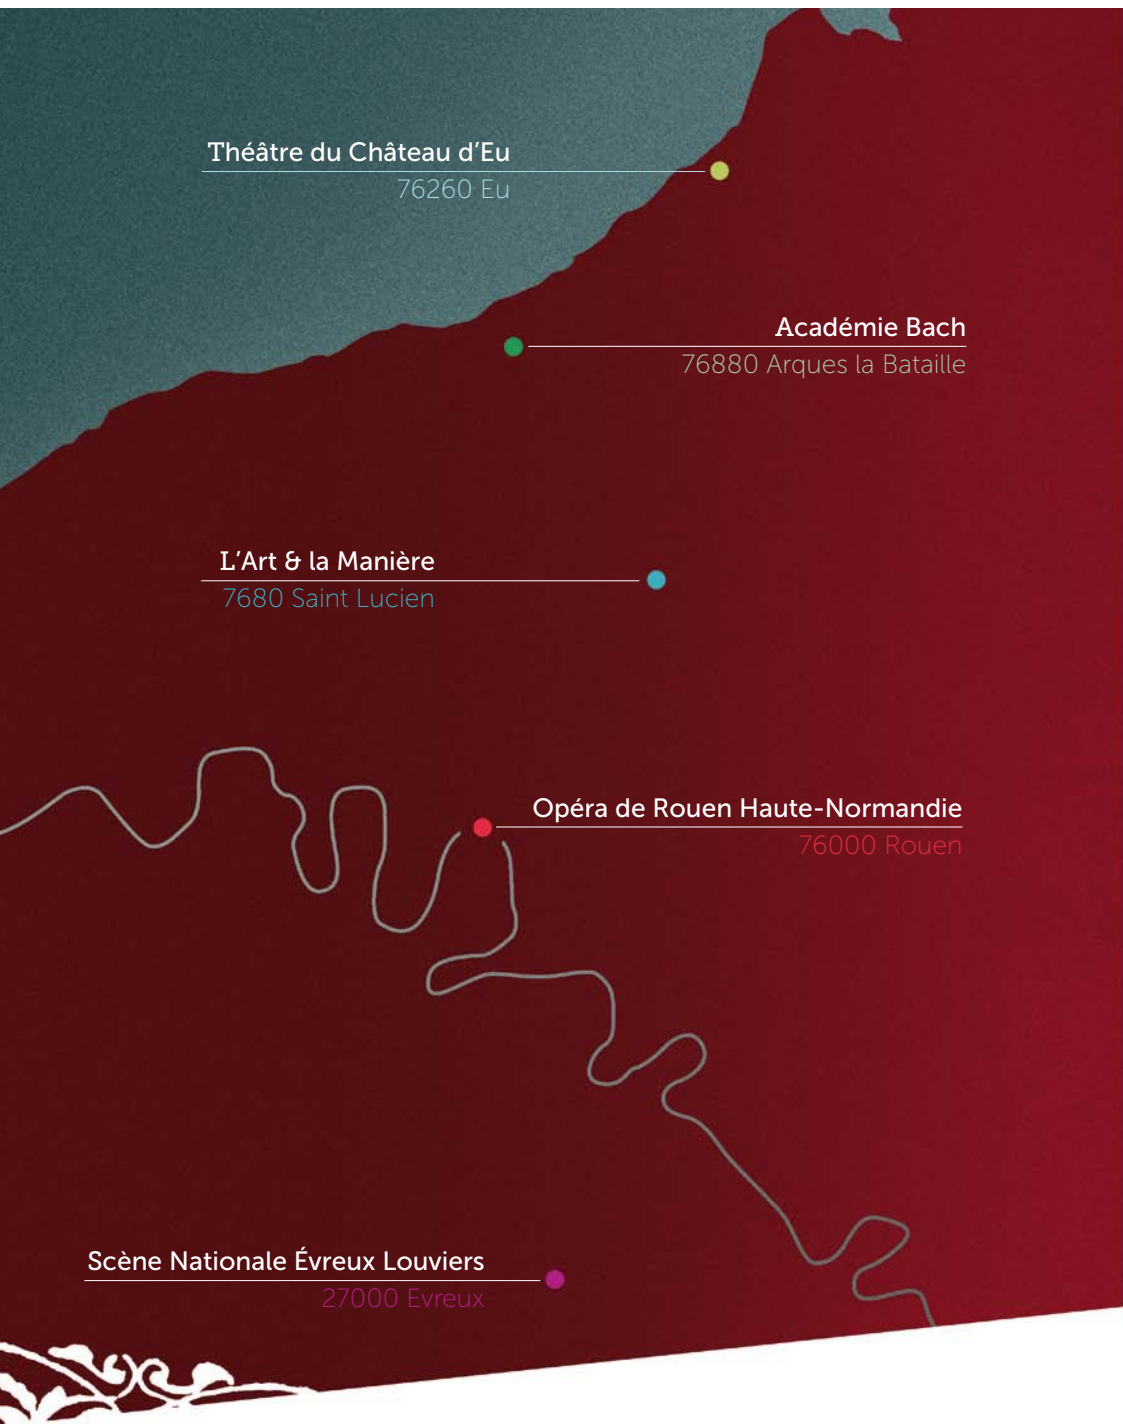 Théâtre du Château d'Eu
76260 Eu
Académie Bach
76880 Arques la Bataille
L'Art & la Manière
7680 Saint Lucien
Opéra de Rouen Haute-Normandie
76000 Rouen
Scène Nationale Évreux Louviers
27000 Evreux